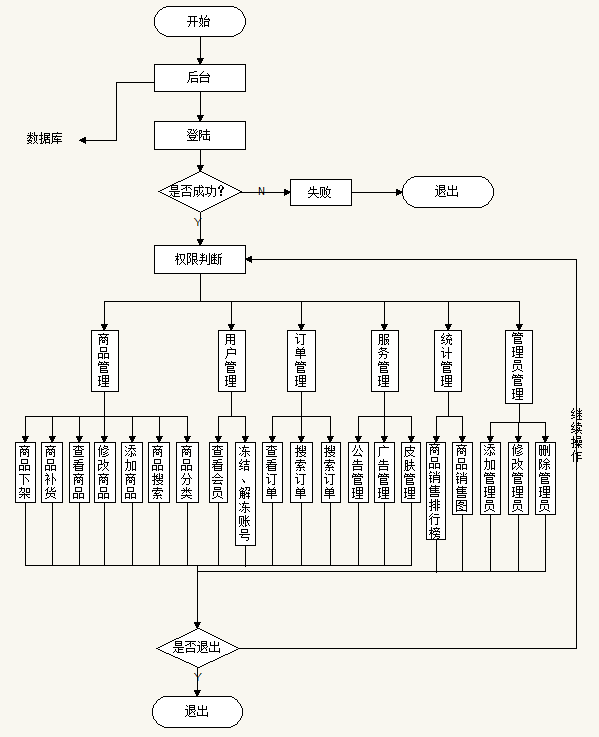 开始
后台
数据库
登陆
是否成功?
N
失败
退出
Y
权限判断
商品管理
用户管理
订单管理
服务管理
统计管理
管理员管理
继续操作
商品下架
商品补货
查看商品
修改商品
添加商品
商品搜索
商品分类
查看会员
冻结、解冻账号
查看订单
搜索订单
搜索订单
公告管理
广告管理
皮肤管理
商品销售排行榜
商品销售图
添加管理员
修改管理员
删除管理员
是否退出
Y
退出